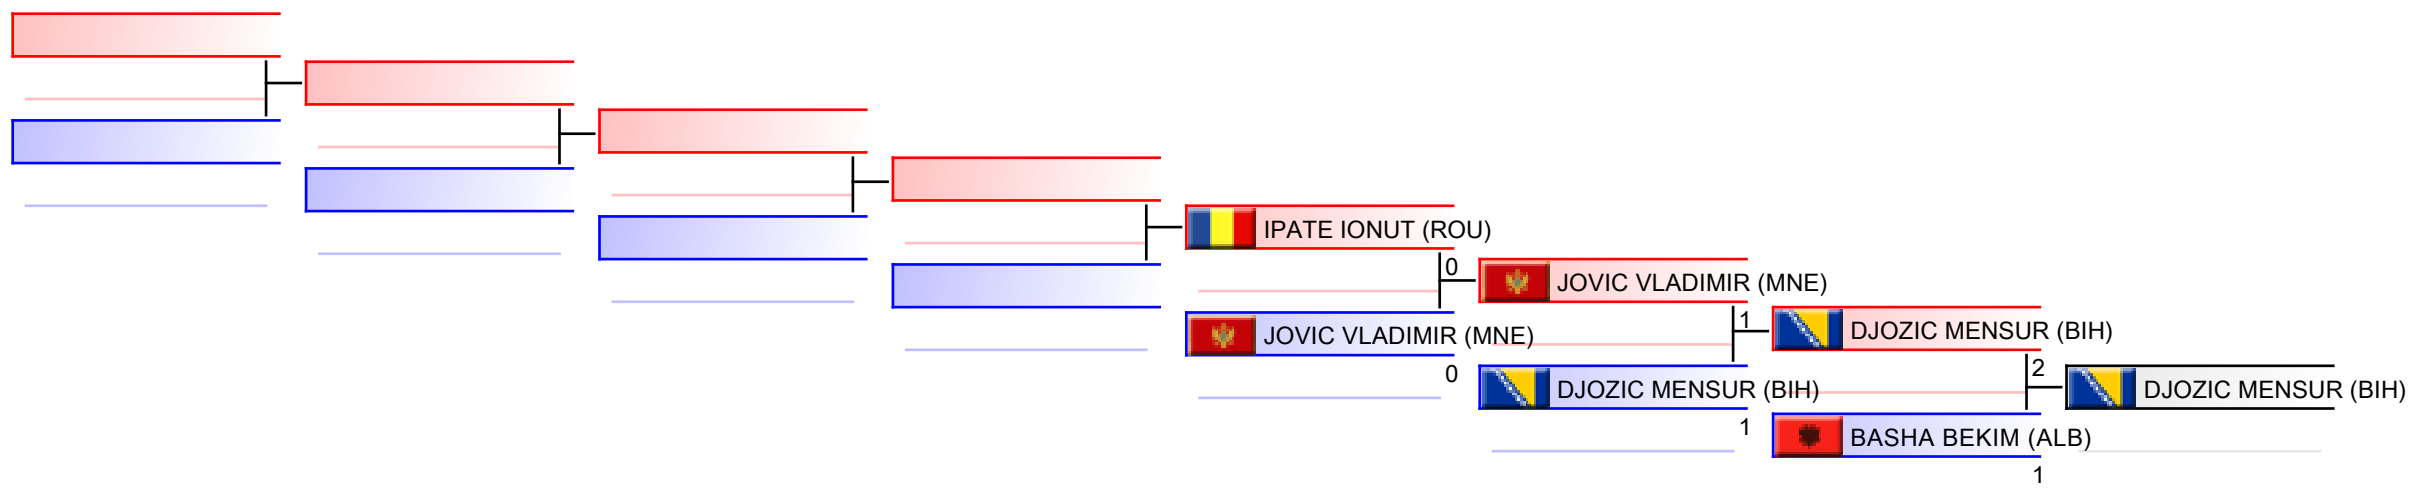 IPATE IONUT (ROU)
0
JOVIC VLADIMIR (MNE)
0
JOVIC VLADIMIR (MNE)
1
DJOZIC MENSUR (BIH)
1
DJOZIC MENSUR (BIH)
2
BASHA BEKIM (ALB)
1
DJOZIC MENSUR (BIH)